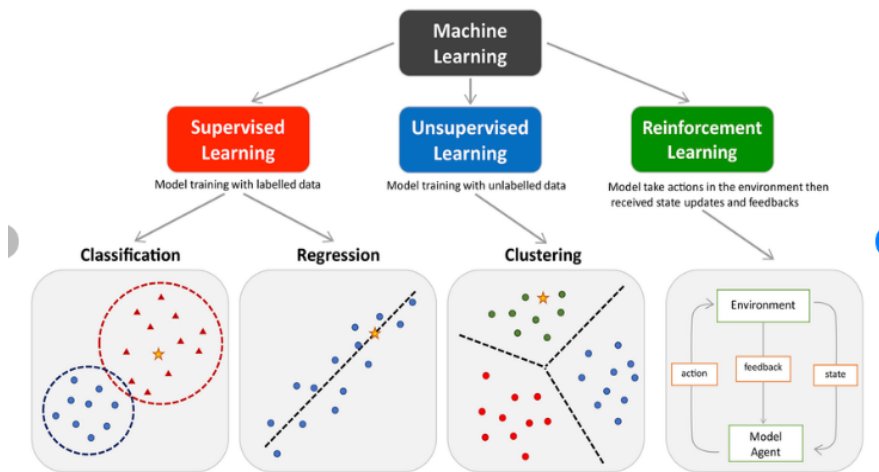 Machine
Learning
Supervised
Learning
Unsupervised
Learning
Reinforcement
Learning
Model training with labelled data
Model training with unlabelled data
Model take actions in the environment then
received state updates and feedbacks
Classification
Regression
Clustering
Environment
action
feedback
state
Model
Agent